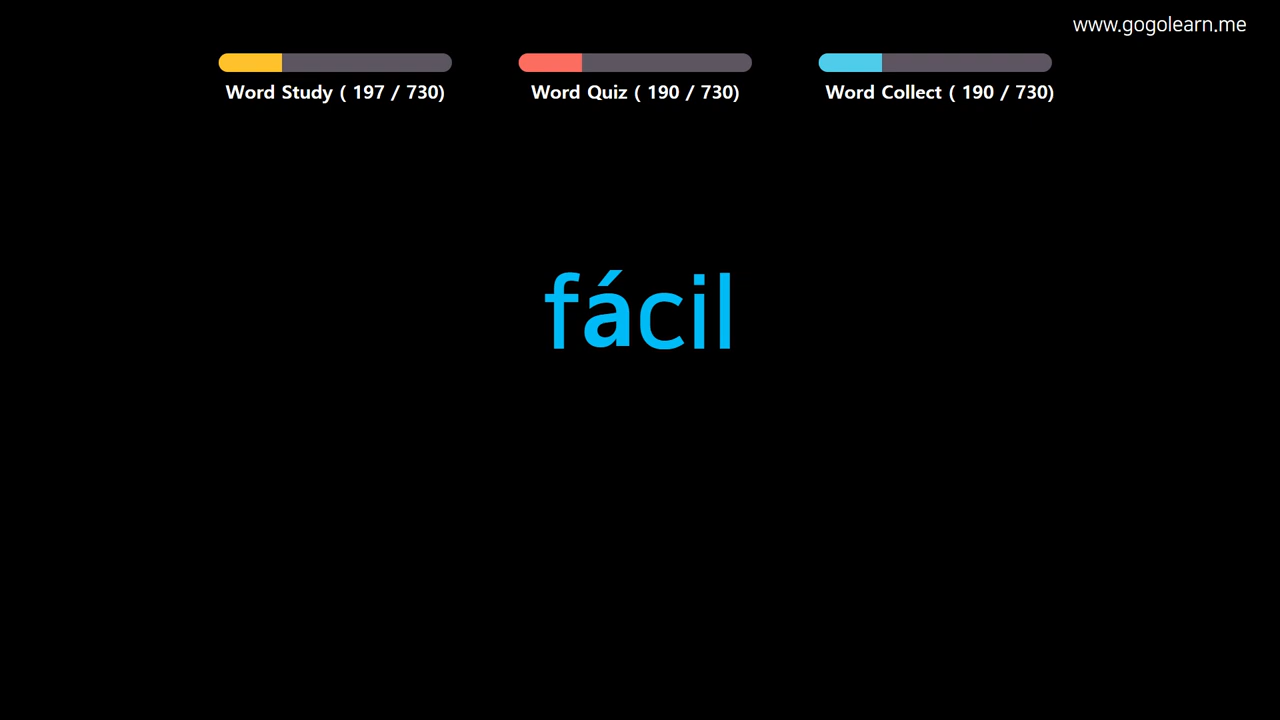 www.gogolearn.me
Word Study ( 197 / 730)
Word Quiz ( 190 / 730)
Word Collect ( 190 / 730)
fácil